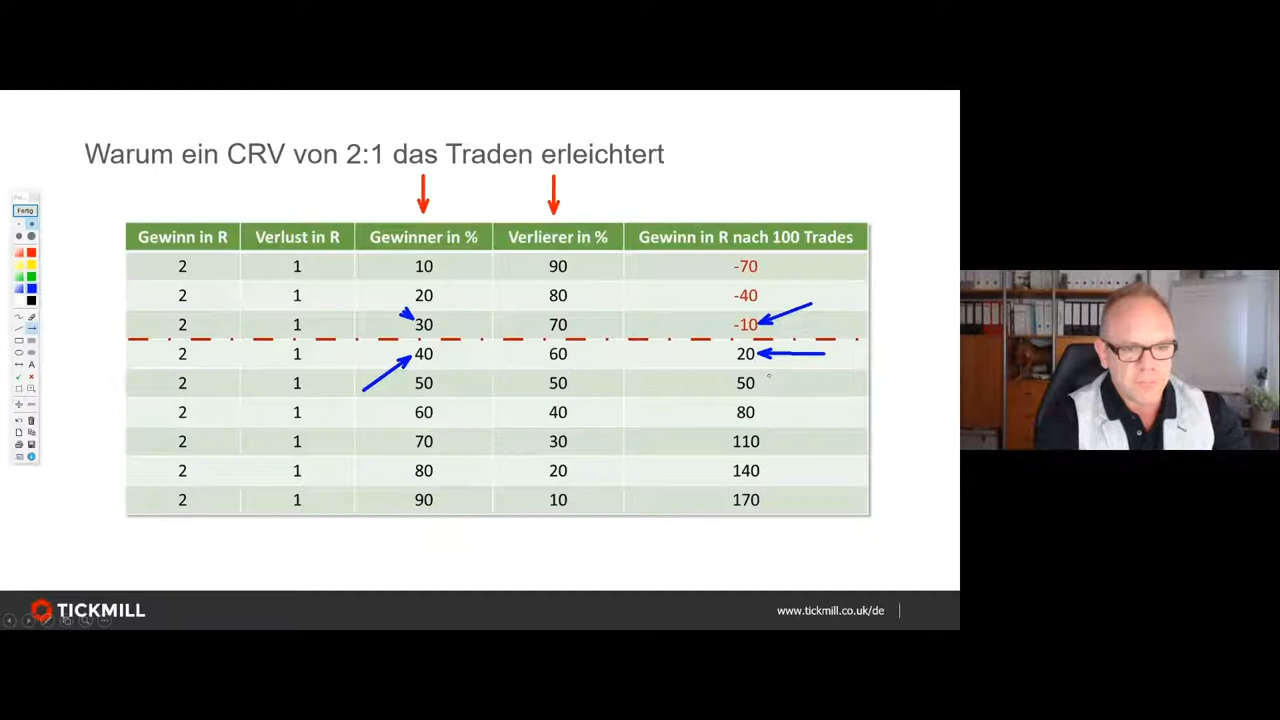 Warum ein CRV von 2:1 das Traden erleichtert
Fertig
Gewinn in R Verlust in R Gewinner in % Verlierer in % Gewinn in R nach 100 Trades
2 1 10 90 -70
2 1 20 80 -40
2 1 30 70 -10
2 1 40 60 20
2 1 50 50 50
2 1 60 40 80
2 1 70 30 110
2 1 80 20 140
2 1 90 10 170
TICKMILL www.tickmill.co.uk/de